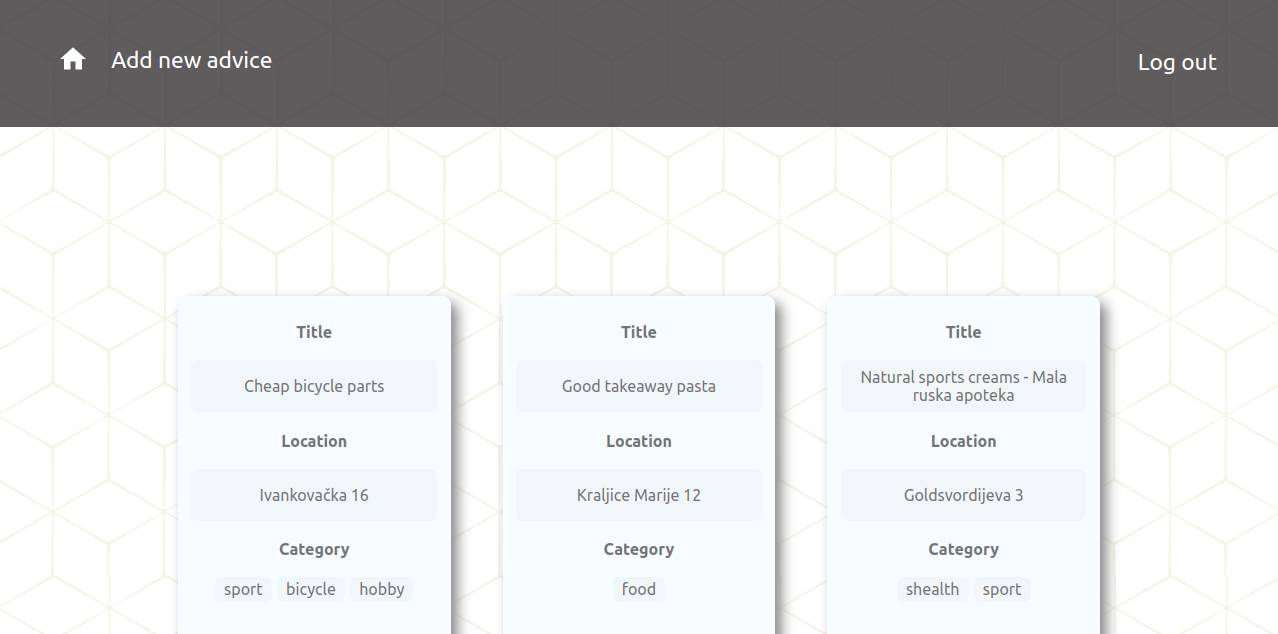 Add new advice
Log out
Title
Cheap bicycle parts
Location
Ivankovačka 16
Category
sport bicycle hobby
Title
Good takeaway pasta
Location
Kraljice Marije 12
Category
food
Title
Natural sports creams - Mala
ruska apoteka
Location
Goldsvordijeva 3
Category
shealth sport